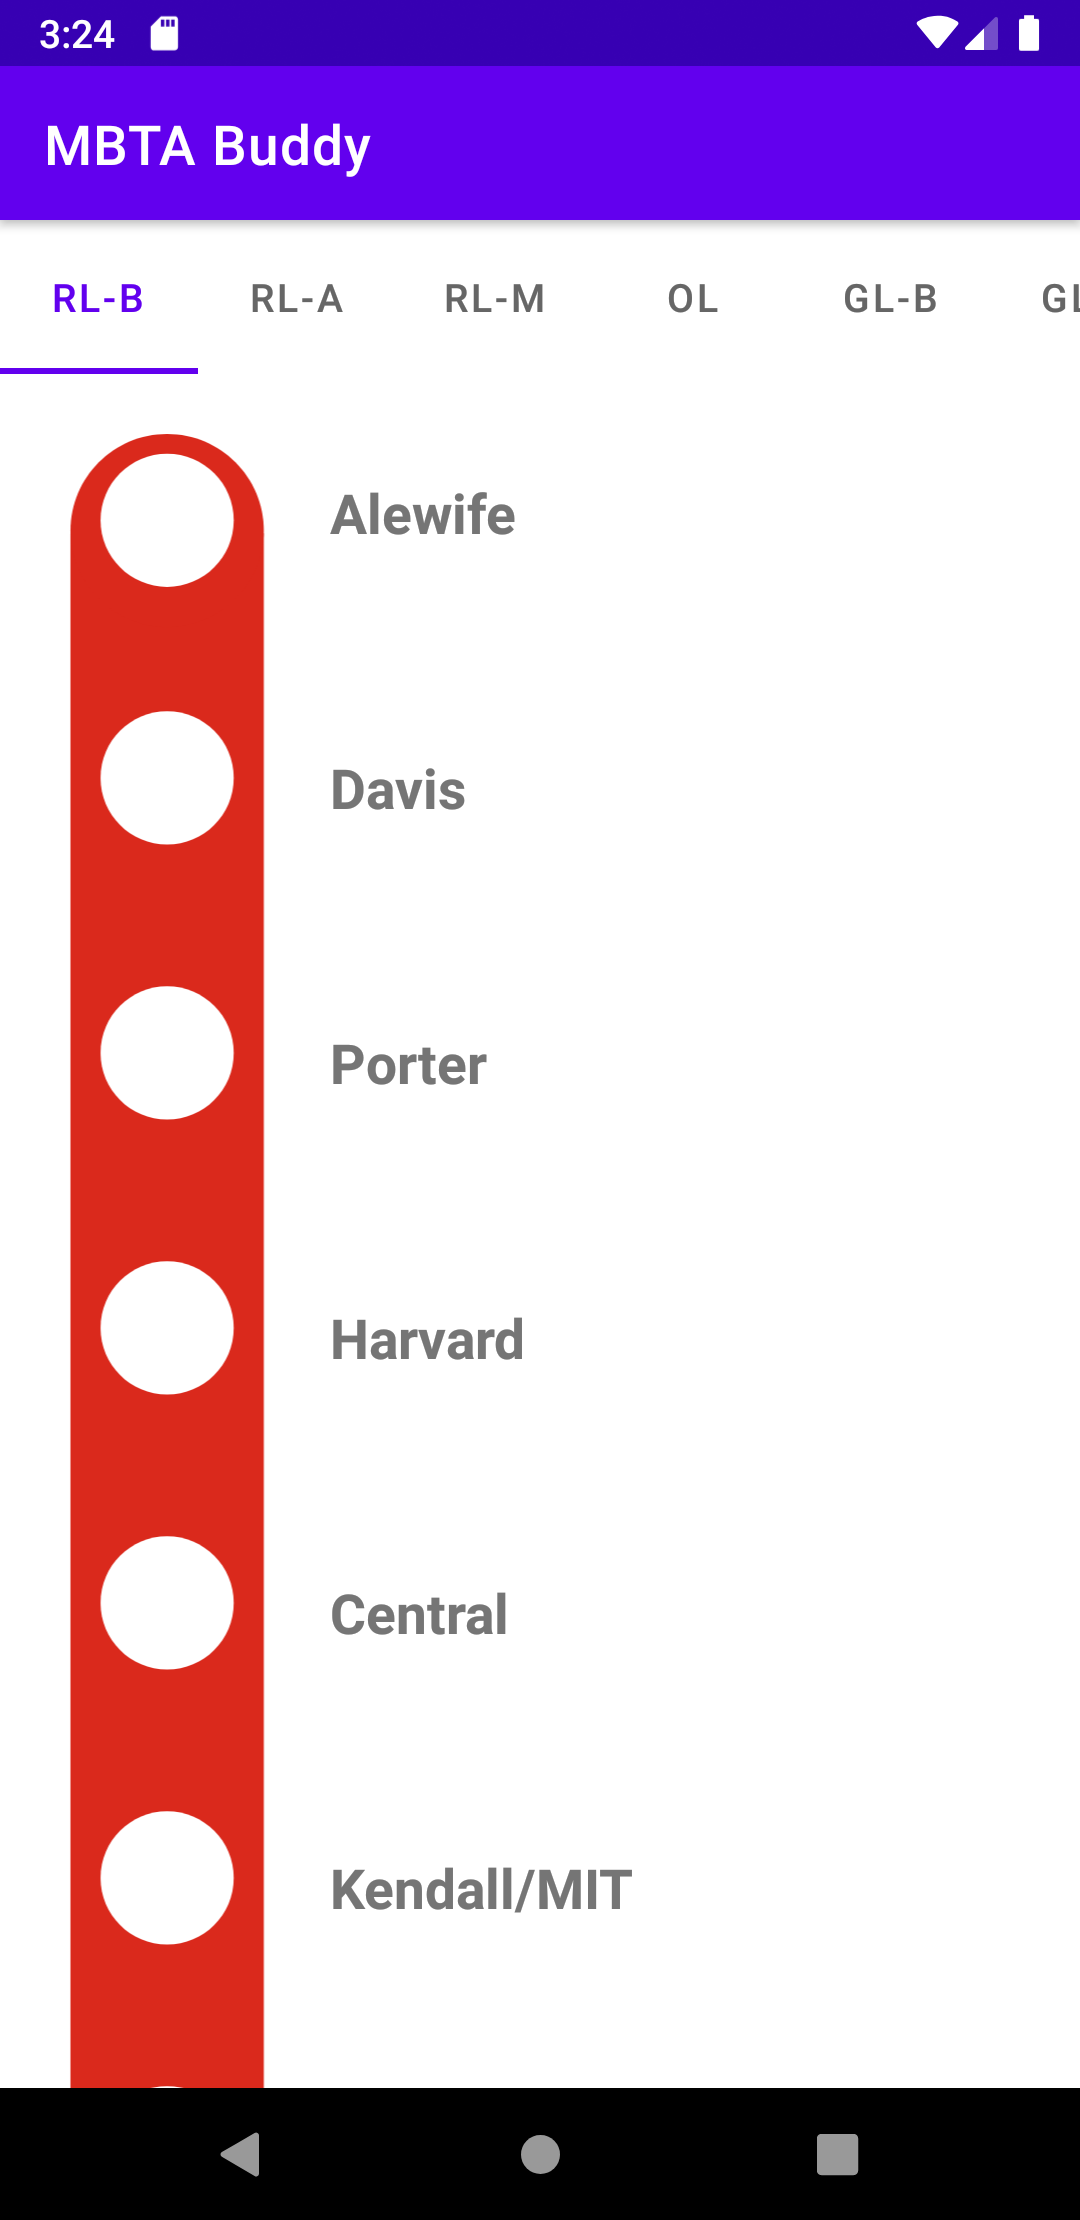 3:24
MBTA Buddy
RL-B RL-A RL-M OL GL-B
Alewife
Davis
Porter
Harvard
Central
Kendall/MIT